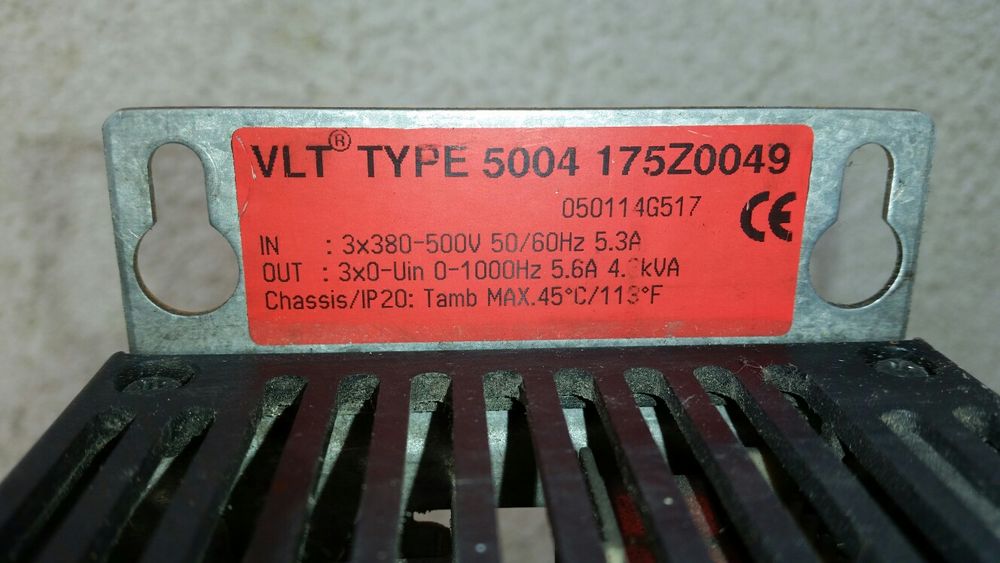 VLT® TYPE 5004 175Z0049
050114G517
CE
IN : 3x380-500V 50/60Hz 5.3A
OUT : 3x0-Uin 0-1000Hz 5.6A
Chassis/IP20: Tamb MAX.45°C/113°F